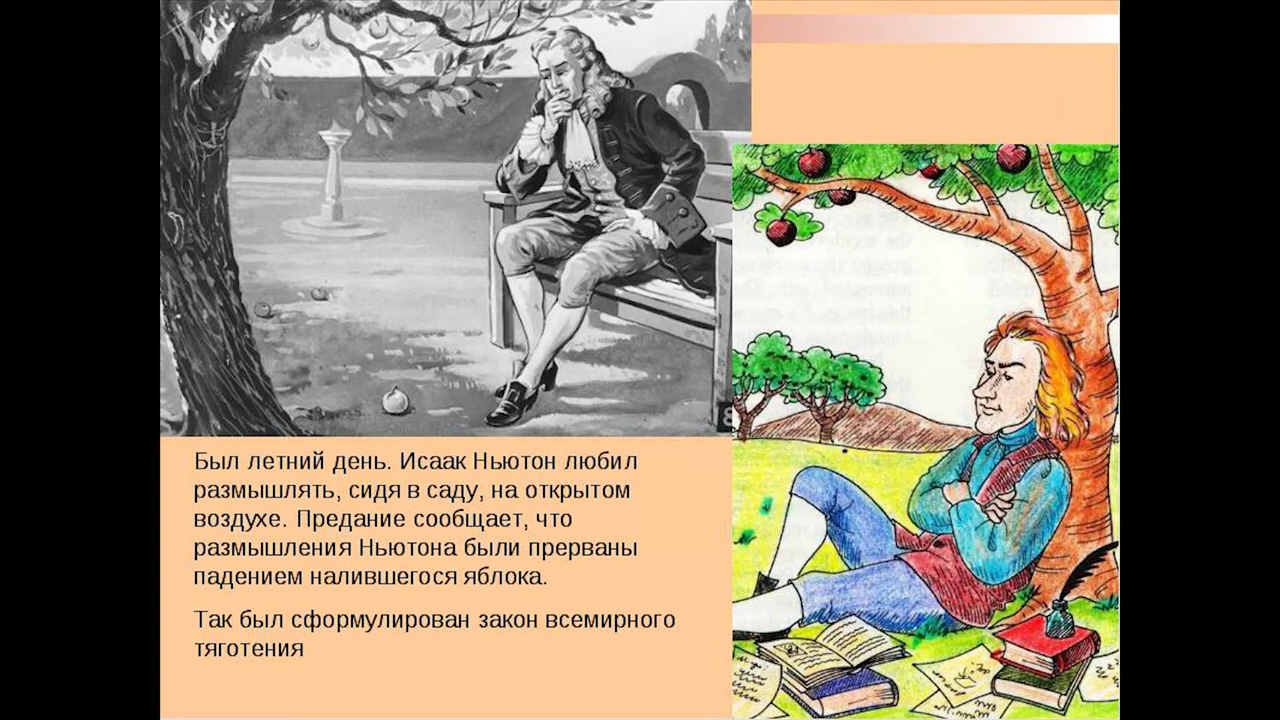 Был летний день. Исаак Ньютон любил
размышлять, сидя в саду, на открытом
воздухе. Предание сообщает, что
размышления Ньютона были прерваны
падением налившегося яблока.
Так был сформулирован закон всемирного
тяготения